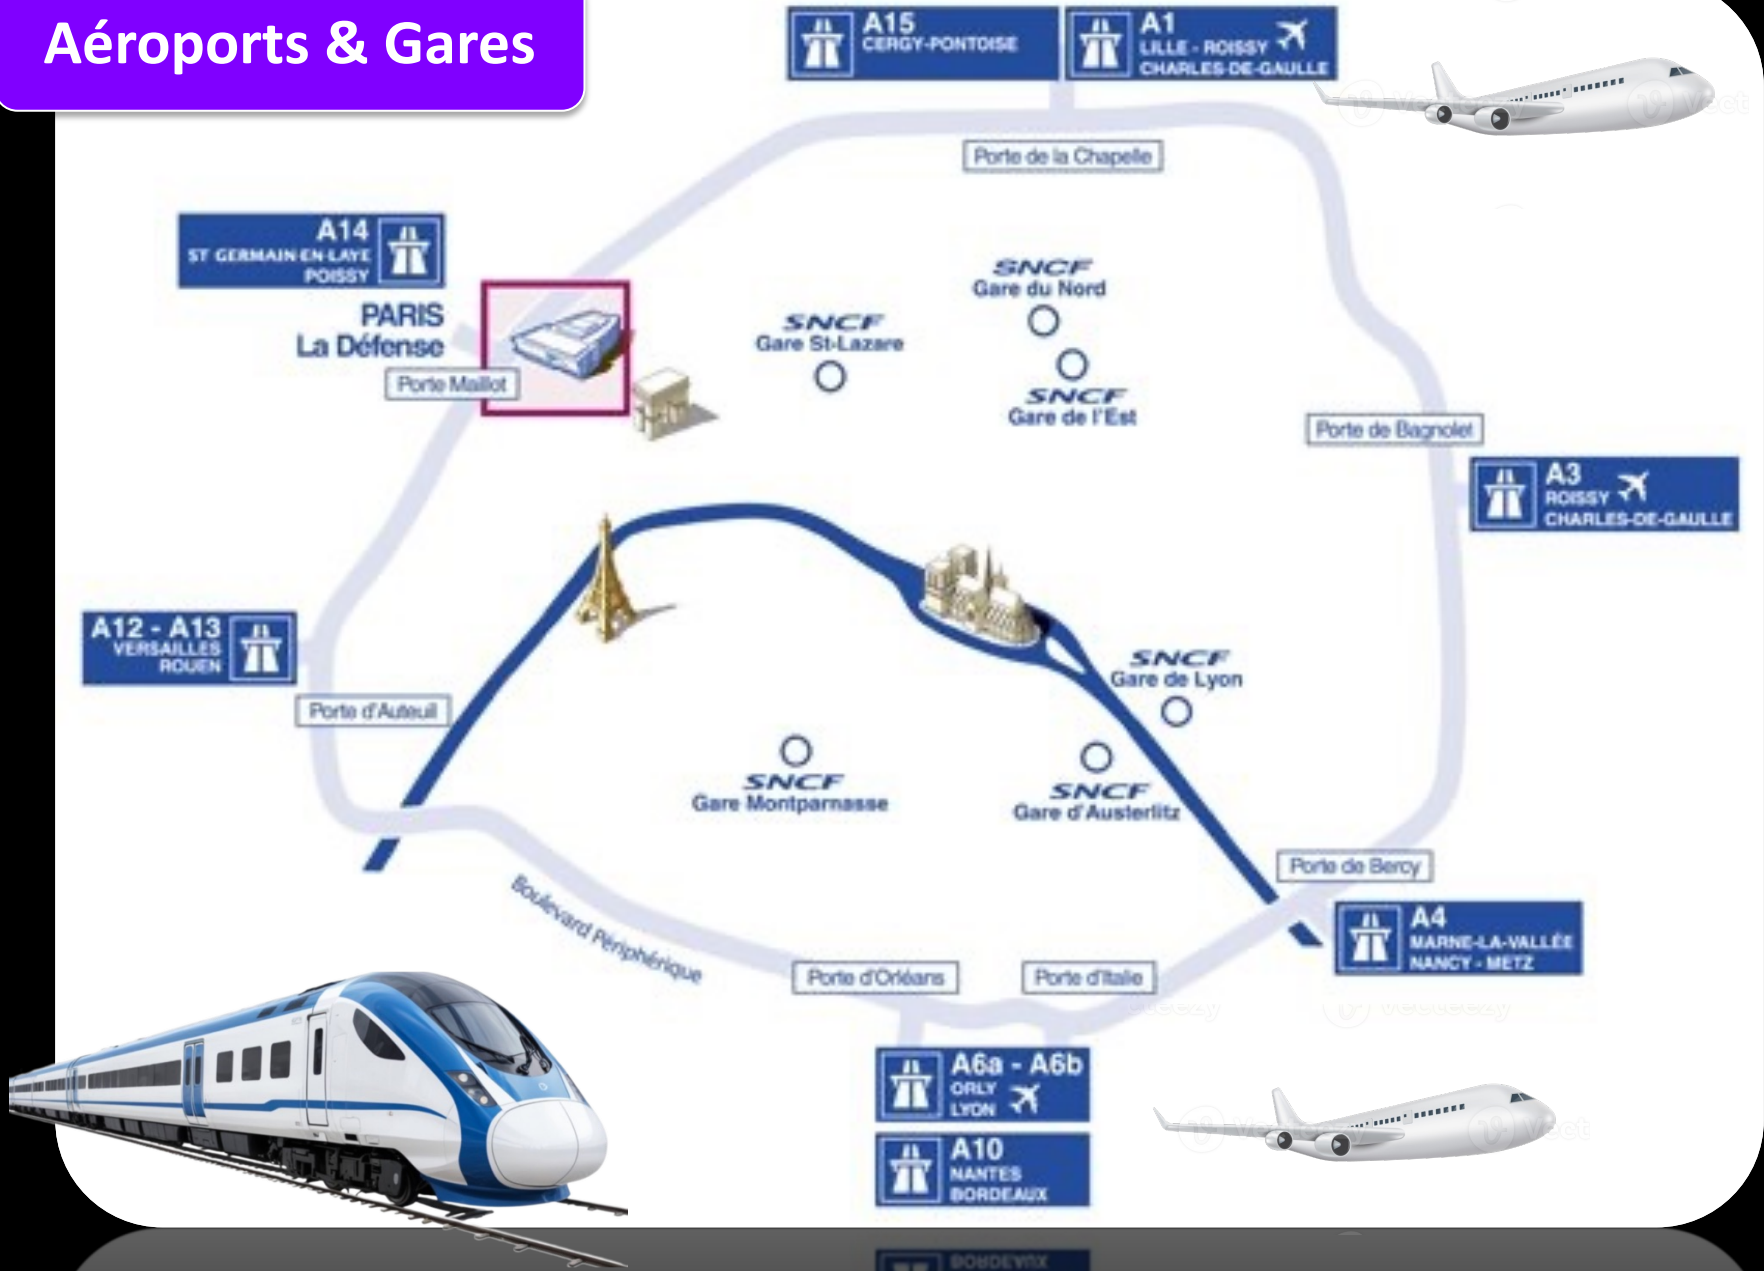 Aéroports & Gares
A15
CERGY-PONTOISE
A1
LILLE - ROISSY
CHARLES-DE-GAULLE
Porte de la Chapelle
A14
ST GERMAIN-EN-LAYE
POISSY
PARIS
La Défense
Porte Maillot
SNCF
Gare St-Lazare
SNCF
Gare du Nord
SNCF
Gare de l'Est
Porte de Bagnolet
A3
ROISSY
CHARLES-DE-GAULLE
A12 - A13
VERSAILLES
ROUEN
Porte d'Auteuil
SNCF
Gare de Lyon
SNCF
Gare Montparnasse
SNCF
Gare d'Austerlitz
Porte de Bercy
A4
MARNE-LA-VALLÉE
NANCY - METZ
Boulevard Périphérique
Porte d'Orléans
Porte d'Italie
vecteezy
A6a - A6b
ORLY
LYON
A10
NANTES
BORDEAUX
BORDEAUX